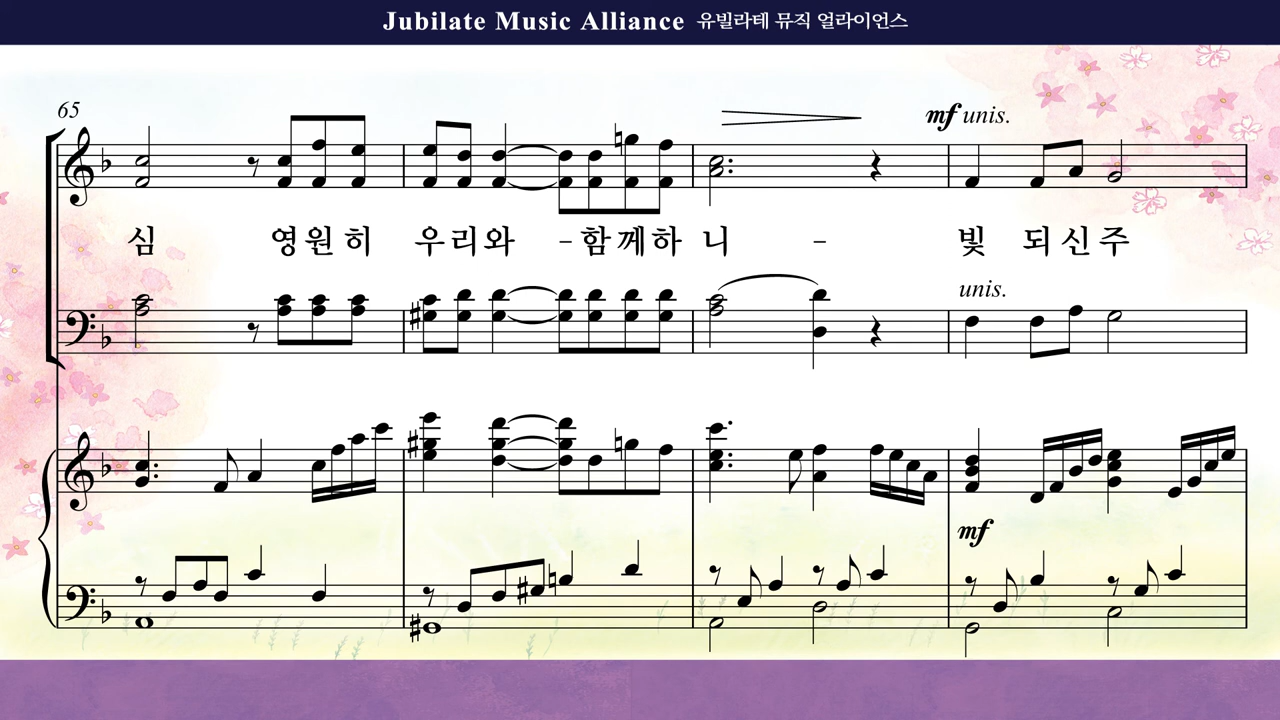 Jubilate Music Alliance 유빌라테 뮤직 얼라이언스
65
mf unis.
심 영원히 우리와 - 함께하 니 - 빛 되신주
unis.
mf